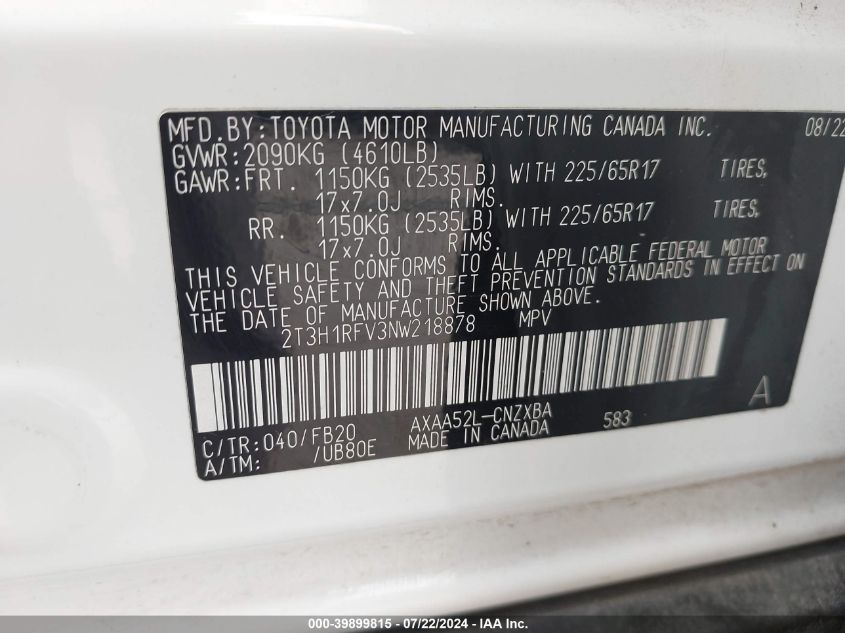 MFD.BY:TOYOTA MOTOR MANUFACTURING CANADA INC. 08/22
GVWR:2090KG (4610LB)
GAWR:FRT. 1150KG (2535LB) WITH 225/65R17 TIRES,
17x7.0J RIMS.
RR. 1150KG (2535LB) WITH 225/65R17 TIRES,
17x7.0J RIMS.
THIS VEHICLE CONFORMS TO ALL APPLICABLE FEDERAL MOTOR
VEHICLE SAFETY AND THEFT PREVENTION STANDARDS IN EFFECT ON
THE DATE OF MANUFACTURE SHOWN ABOVE.
2T3H1RFV3NW218878 MPV
A
C/TR:040/FB20 AXAA52L-CNZXBA 583
A/TM: /UB80E MADE IN CANADA
000-39899815 - 07/22/2024 - IAAI, Inc.